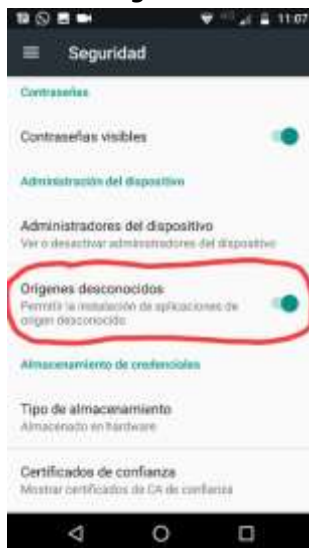 11:07
Seguridad
Contraseñas
Contraseñas visibles
Administración del dispositivo
Administradores del dispositivo
Ver o desactivar administradores del dispositivo
Orígenes desconocidos
Permitir la instalación de aplicaciones de
origen desconocido
Almacenamiento de credenciales
Tipo de almacenamiento
Almacenado en hardware
Certificados de confianza
Mostrar certificados de CA de confianza